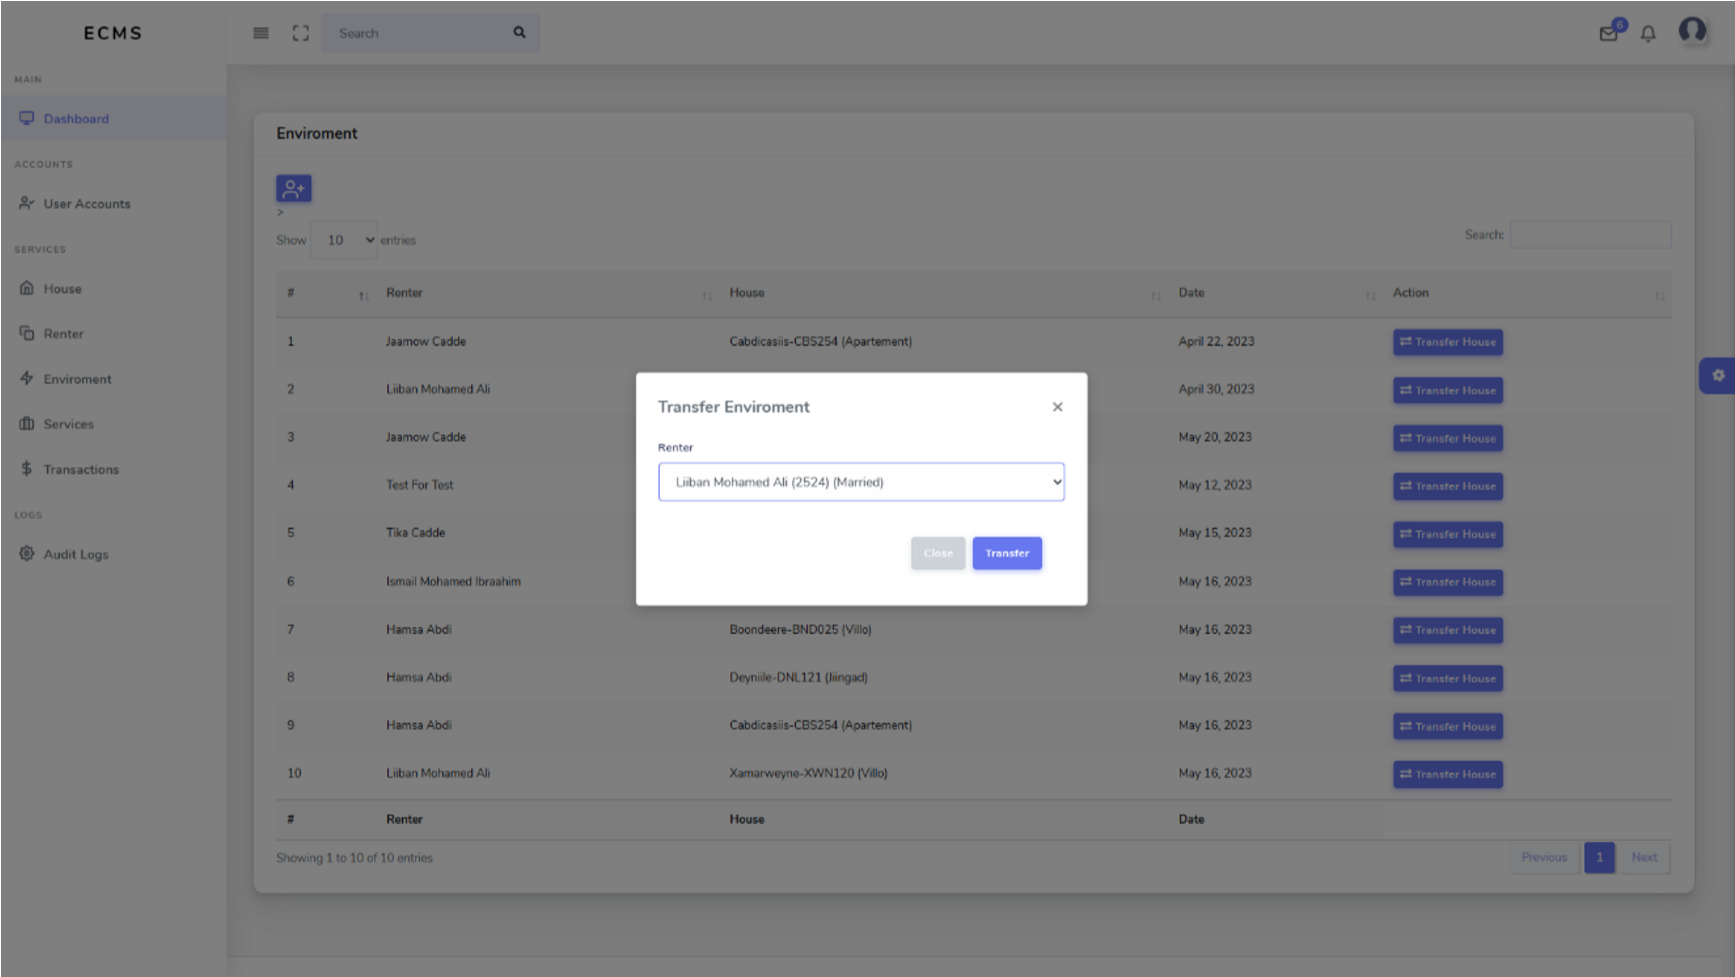 ECMS
Search
6
MAIN
Dashboard
ACCOUNTS
User Accounts
SERVICES
House
Renter
Enviroment
Services
Transactions
LOGS
Audit Logs
Enviroment
>
Show 10 entries
Search:
# Renter House Date Action
1 Jaamow Cadde Cabdicasiis-CBS254 (Apartement) April 22, 2023 Transfer House
2 Liiban Mohamed Ali April 30, 2023 Transfer House
3 Jaamow Cadde May 20, 2023 Transfer House
4 Test For Test May 12, 2023 Transfer House
5 Tika Cadde May 15, 2023 Transfer House
6 Ismail Mohamed Ibraahim May 16, 2023 Transfer House
7 Hamsa Abdi Boondeere-BND025 (Villo) May 16, 2023 Transfer House
8 Hamsa Abdi Deyniile-DNL121 (Jiingad) May 16, 2023 Transfer House
9 Hamsa Abdi Cabdicasiis-CBS254 (Apartement) May 16, 2023 Transfer House
10 Liiban Mohamed Ali Xamarweyne-XWN120 (Villo) May 16, 2023 Transfer House
# Renter House Date
Showing 1 to 10 of 10 entries
Previous 1 Next
Transfer Enviroment ×
Renter
Liiban Mohamed Ali (2524) (Married)
Close Transfer